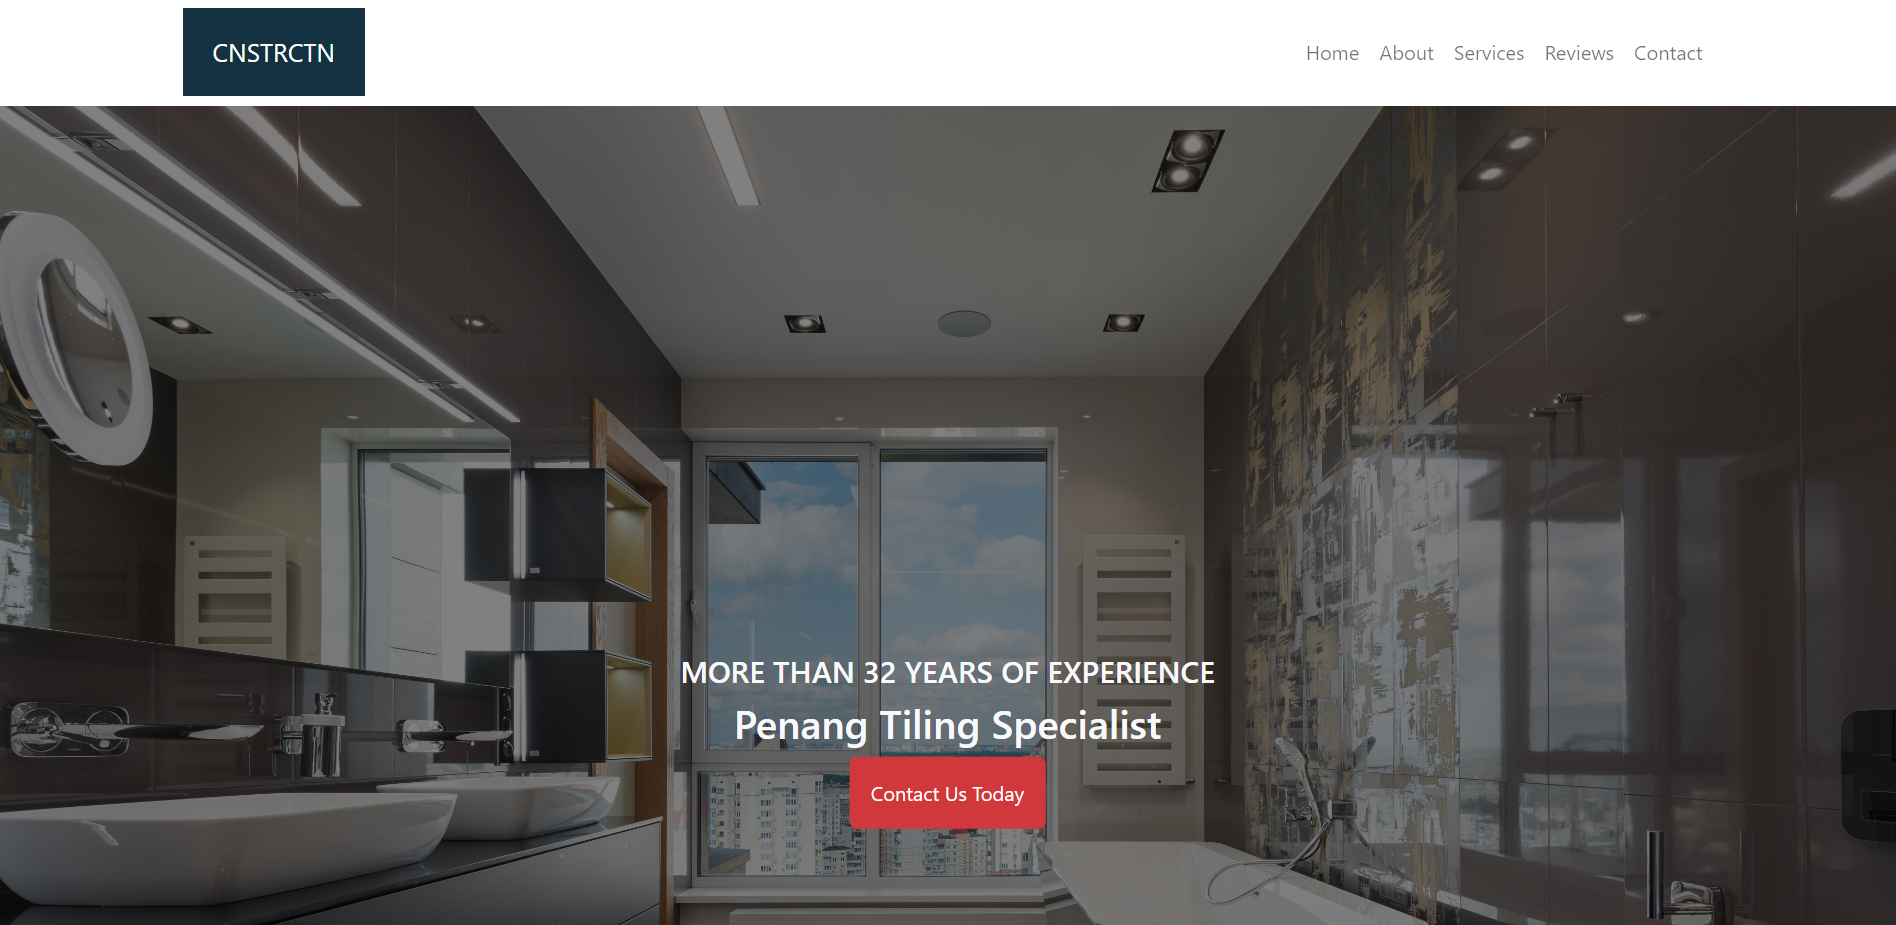 CNSTRCTN
Home About Services Reviews Contact
MORE THAN 32 YEARS OF EXPERIENCE
Penang Tiling Specialist
Contact Us Today